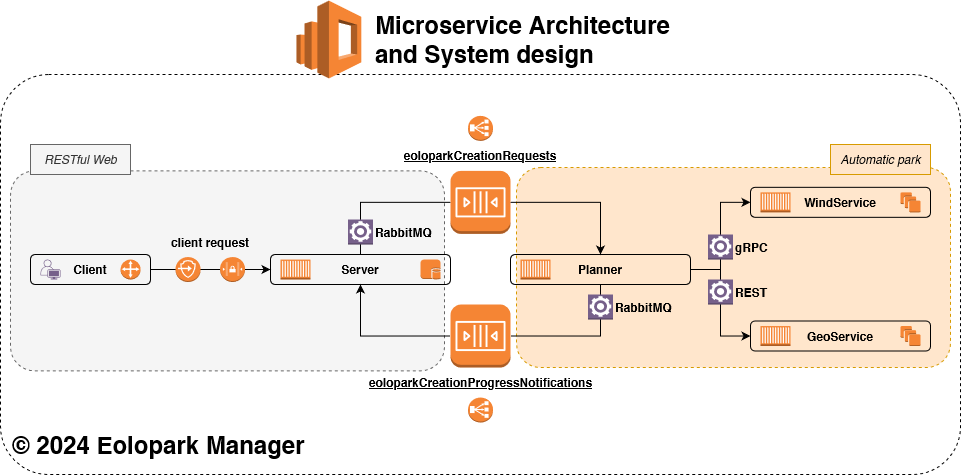 Microservice Architecture
and System design
RESTful Web
eoloparkCreationRequests
Automatic park
WindService
RabbitMQ
client request
gRPC
Client
Server
Planner
REST
RabbitMQ
GeoService
eoloparkCreationProgressNotifications
© 2024 Eolopark Manager